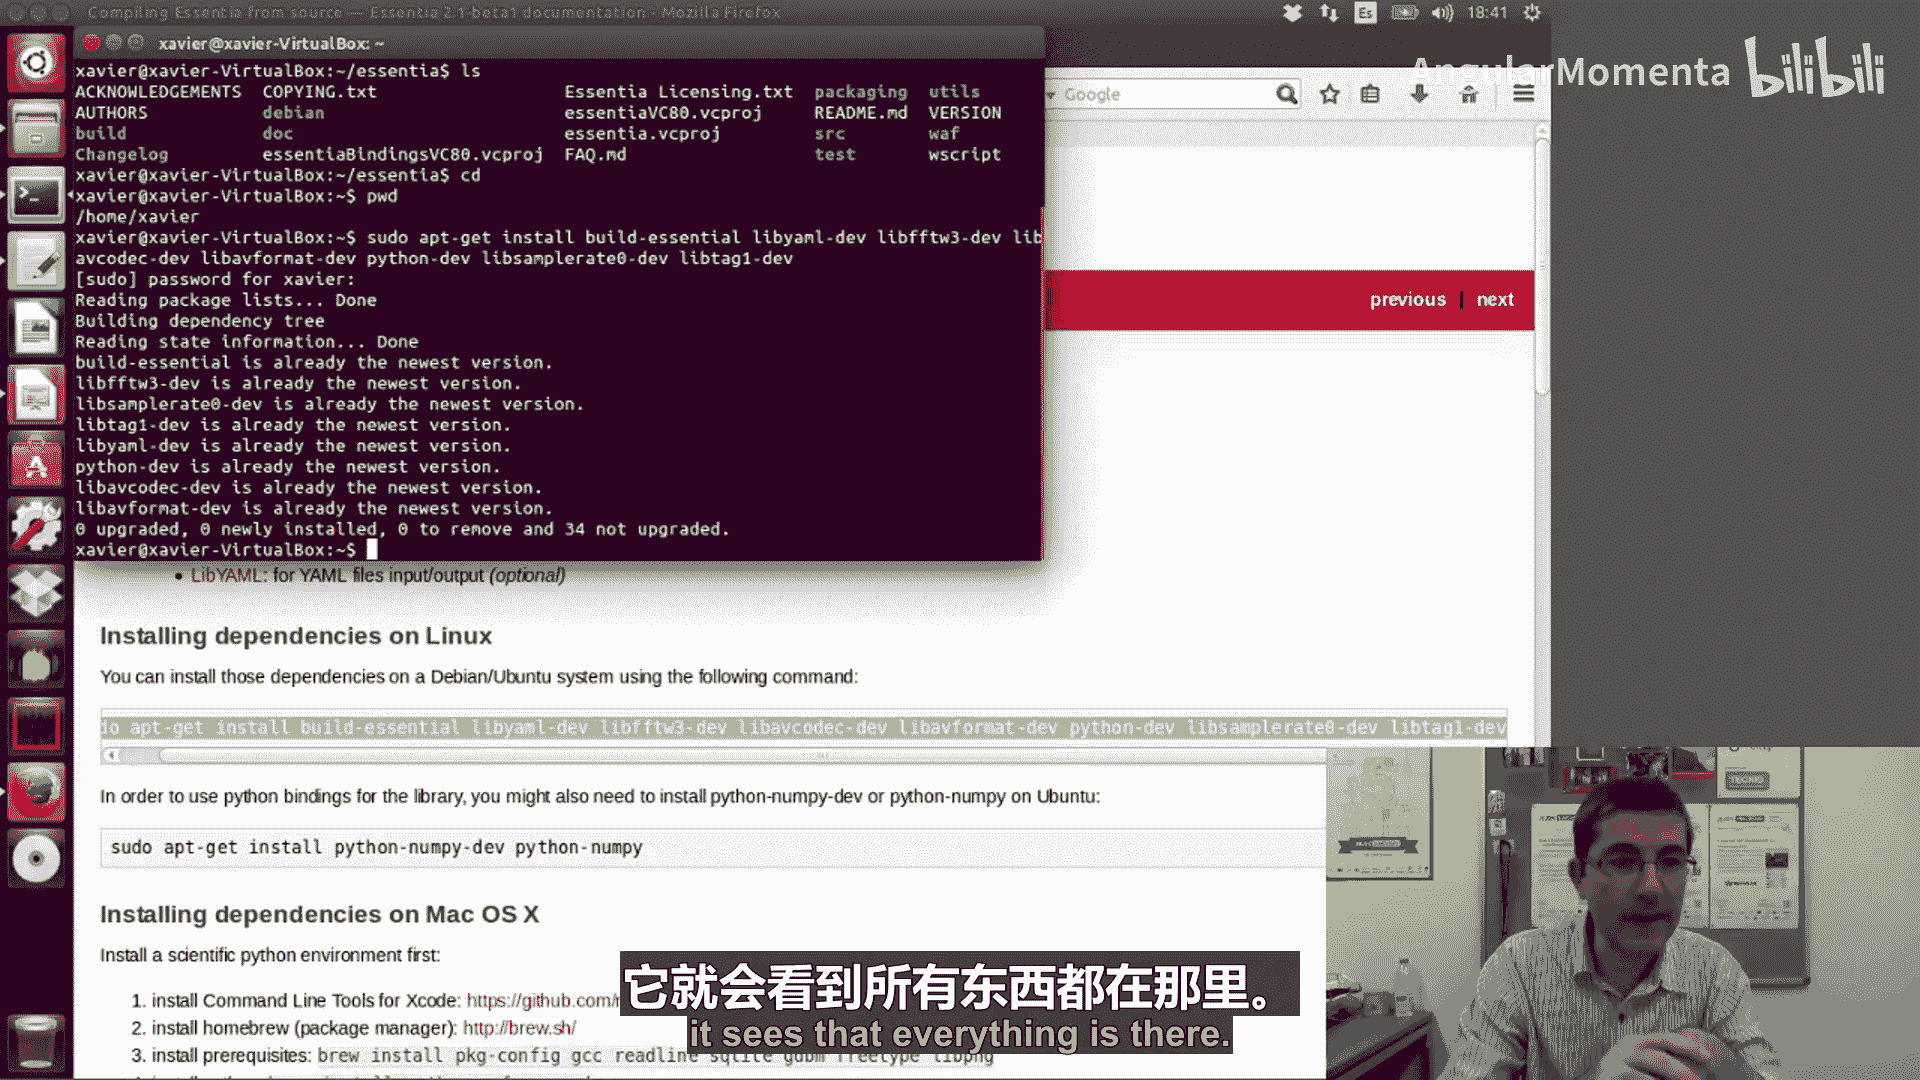 Compiling Essentia from source — Essentia 2.1-beta1 documentation - Mozilla Firefox
Es
18:41
xavier@xavier-VirtualBox: ~
AngularMomenta bilibili
Google
xavier@xavier-VirtualBox:~/essentia$ ls
ACKNOWLEDGEMENTS COPYING.txt Essentia Licensing.txt packaging utils
AUTHORS debian essentiaVC80.vcproj README.md VERSION
build doc essentia.vcproj src waf
Changelog essentiaBindingsVC80.vcproj FAQ.md test wscript
xavier@xavier-VirtualBox:~/essentia$ cd
xavier@xavier-VirtualBox:~$ pwd
/home/xavier
xavier@xavier-VirtualBox:~$ sudo apt-get install build-essential libyaml-dev libfftw3-dev lib
avcodec-dev libavformat-dev python-dev libsamplerate0-dev libtag1-dev
[sudo] password for xavier:
Reading package lists... Done
Building dependency tree
Reading state information... Done
build-essential is already the newest version.
libfftw3-dev is already the newest version.
libsamplerate0-dev is already the newest version.
libtag1-dev is already the newest version.
libyaml-dev is already the newest version.
python-dev is already the newest version.
libavcodec-dev is already the newest version.
libavformat-dev is already the newest version.
0 upgraded, 0 newly installed, 0 to remove and 34 not upgraded.
xavier@xavier-VirtualBox:~$
previous | next
• LibYAML: for YAML files input/output (optional)
Installing dependencies on Linux
You can install those dependencies on a Debian/Ubuntu system using the following command:
do apt-get install build-essential libyaml-dev libfftw3-dev libavcodec-dev libavformat-dev python-dev libsamplerate0-dev libtag1-dev
In order to use python bindings for the library, you might also need to install python-numpy-dev or python-numpy on Ubuntu:
sudo apt-get install python-numpy-dev python-numpy
Installing dependencies on Mac OS X
Install a scientific python environment first:
1. install Command Line Tools for Xcode: https://github.com/
2. install homebrew (package manager): http://brew.sh/
3. install prerequisites: brew install pkg-config gcc readline sqlite gdbm freetype libpng
它就会看到所有东西都在那里。
it sees that everything is there.